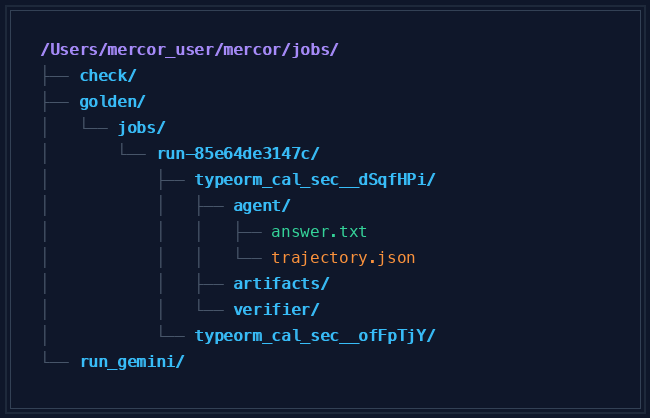 /Users/mercor_user/mercor/jobs/
├── check/
├── golden/
│   └── jobs/
│       └── run—85e64de3147c/
│           ├── typeorm_cal_sec__dSqfHPi/
│           │   ├── agent/
│           │   │   ├── answer.txt
│           │   │   └── trajectory.json
│           │   ├── artifacts/
│           │   └── verifier/
│           └── typeorm_cal_sec__ofFpTjY/
└── run_gemini/